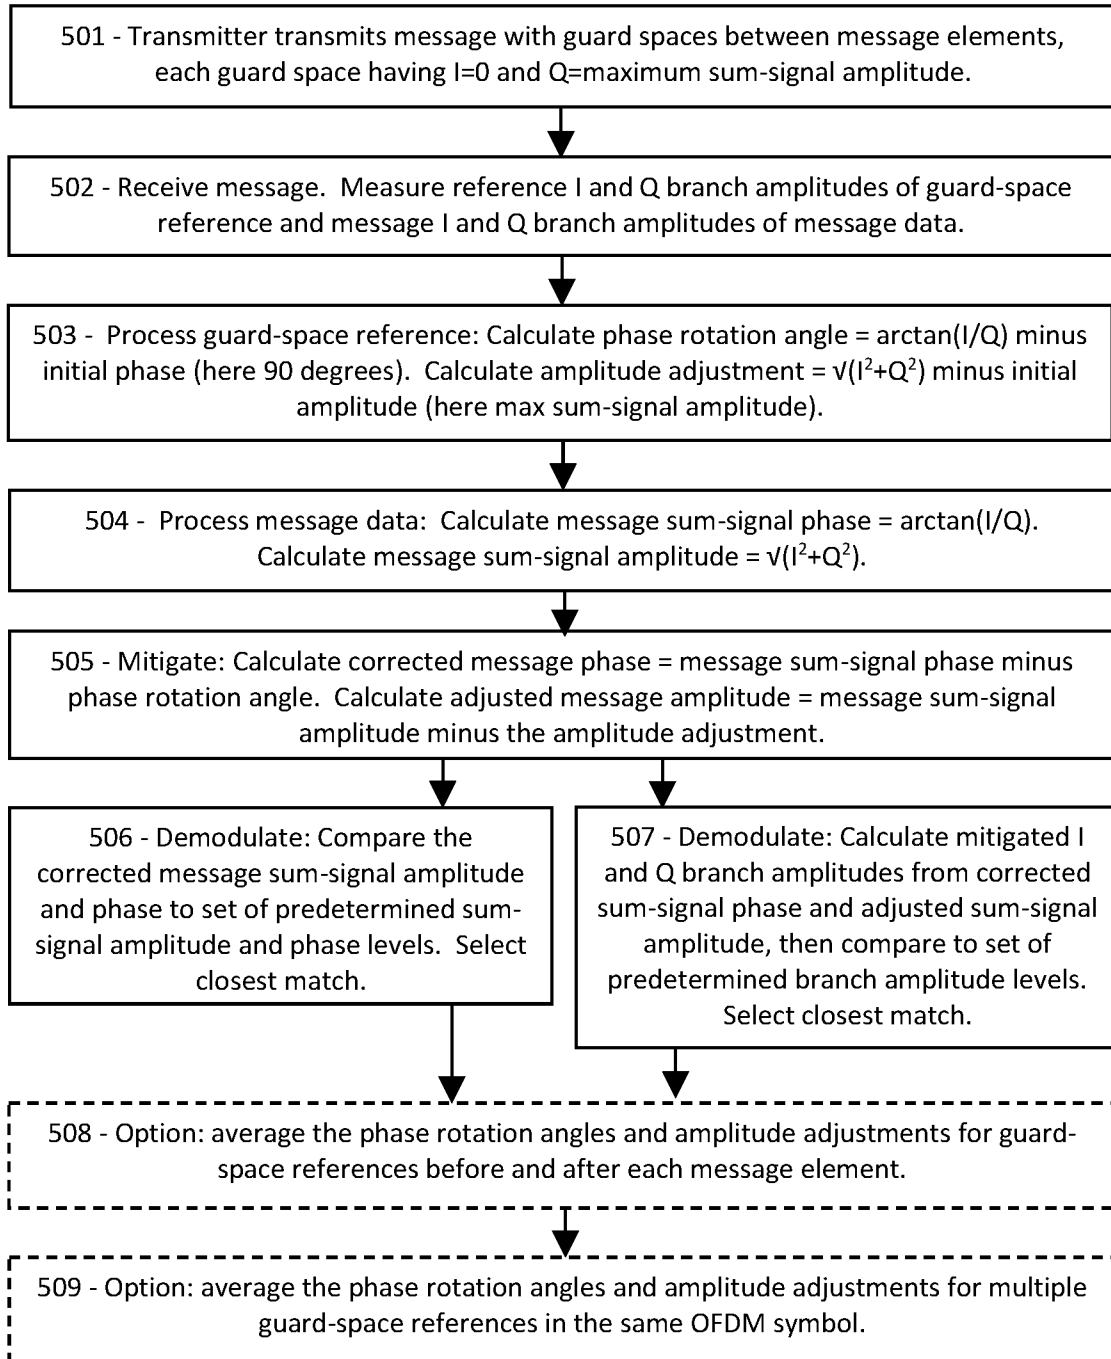 501 - Transmitter transmits message with guard spaces between message elements,
each guard space having I=0 and Q=maximum sum-signal amplitude.
502 - Receive message.  Measure reference I and Q branch amplitudes of guard-space
reference and message I and Q branch amplitudes of message data.
503 -  Process guard-space reference: Calculate phase rotation angle = arctan(I/Q) minus
initial phase (here 90 degrees).  Calculate amplitude adjustment = √(I²+Q²) minus initial
amplitude (here max sum-signal amplitude).
504 -  Process message data:  Calculate message sum-signal phase = arctan(I/Q).
Calculate message sum-signal amplitude = √(I²+Q²).
505 - Mitigate: Calculate corrected message phase = message sum-signal phase minus
phase rotation angle.  Calculate adjusted message amplitude = message sum-signal
amplitude minus the amplitude adjustment.
506 - Demodulate: Compare the
corrected message sum-signal amplitude
and phase to set of predetermined sum-
signal amplitude and phase levels.  Select
closest match.
507 - Demodulate: Calculate mitigated I
and Q branch amplitudes from corrected
sum-signal phase and adjusted sum-signal
amplitude, then compare to set of
predetermined branch amplitude levels.
Select closest match.
508 - Option: average the phase rotation angles and amplitude adjustments for guard-
space references before and after each message element.
509 - Option: average the phase rotation angles and amplitude adjustments for multiple
guard-space references in the same OFDM symbol.